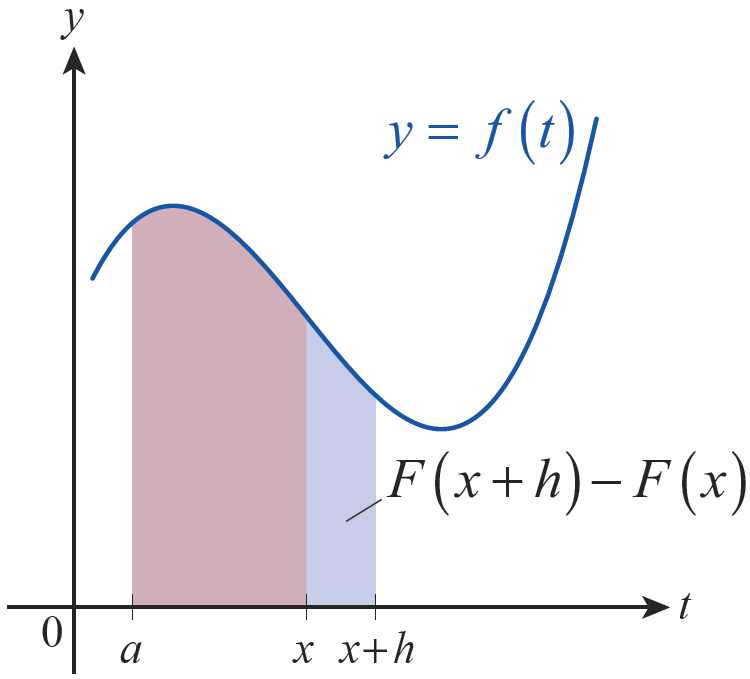 y
y = f(t)
F(x+h) − F(x)
0
a
x
x+h
t